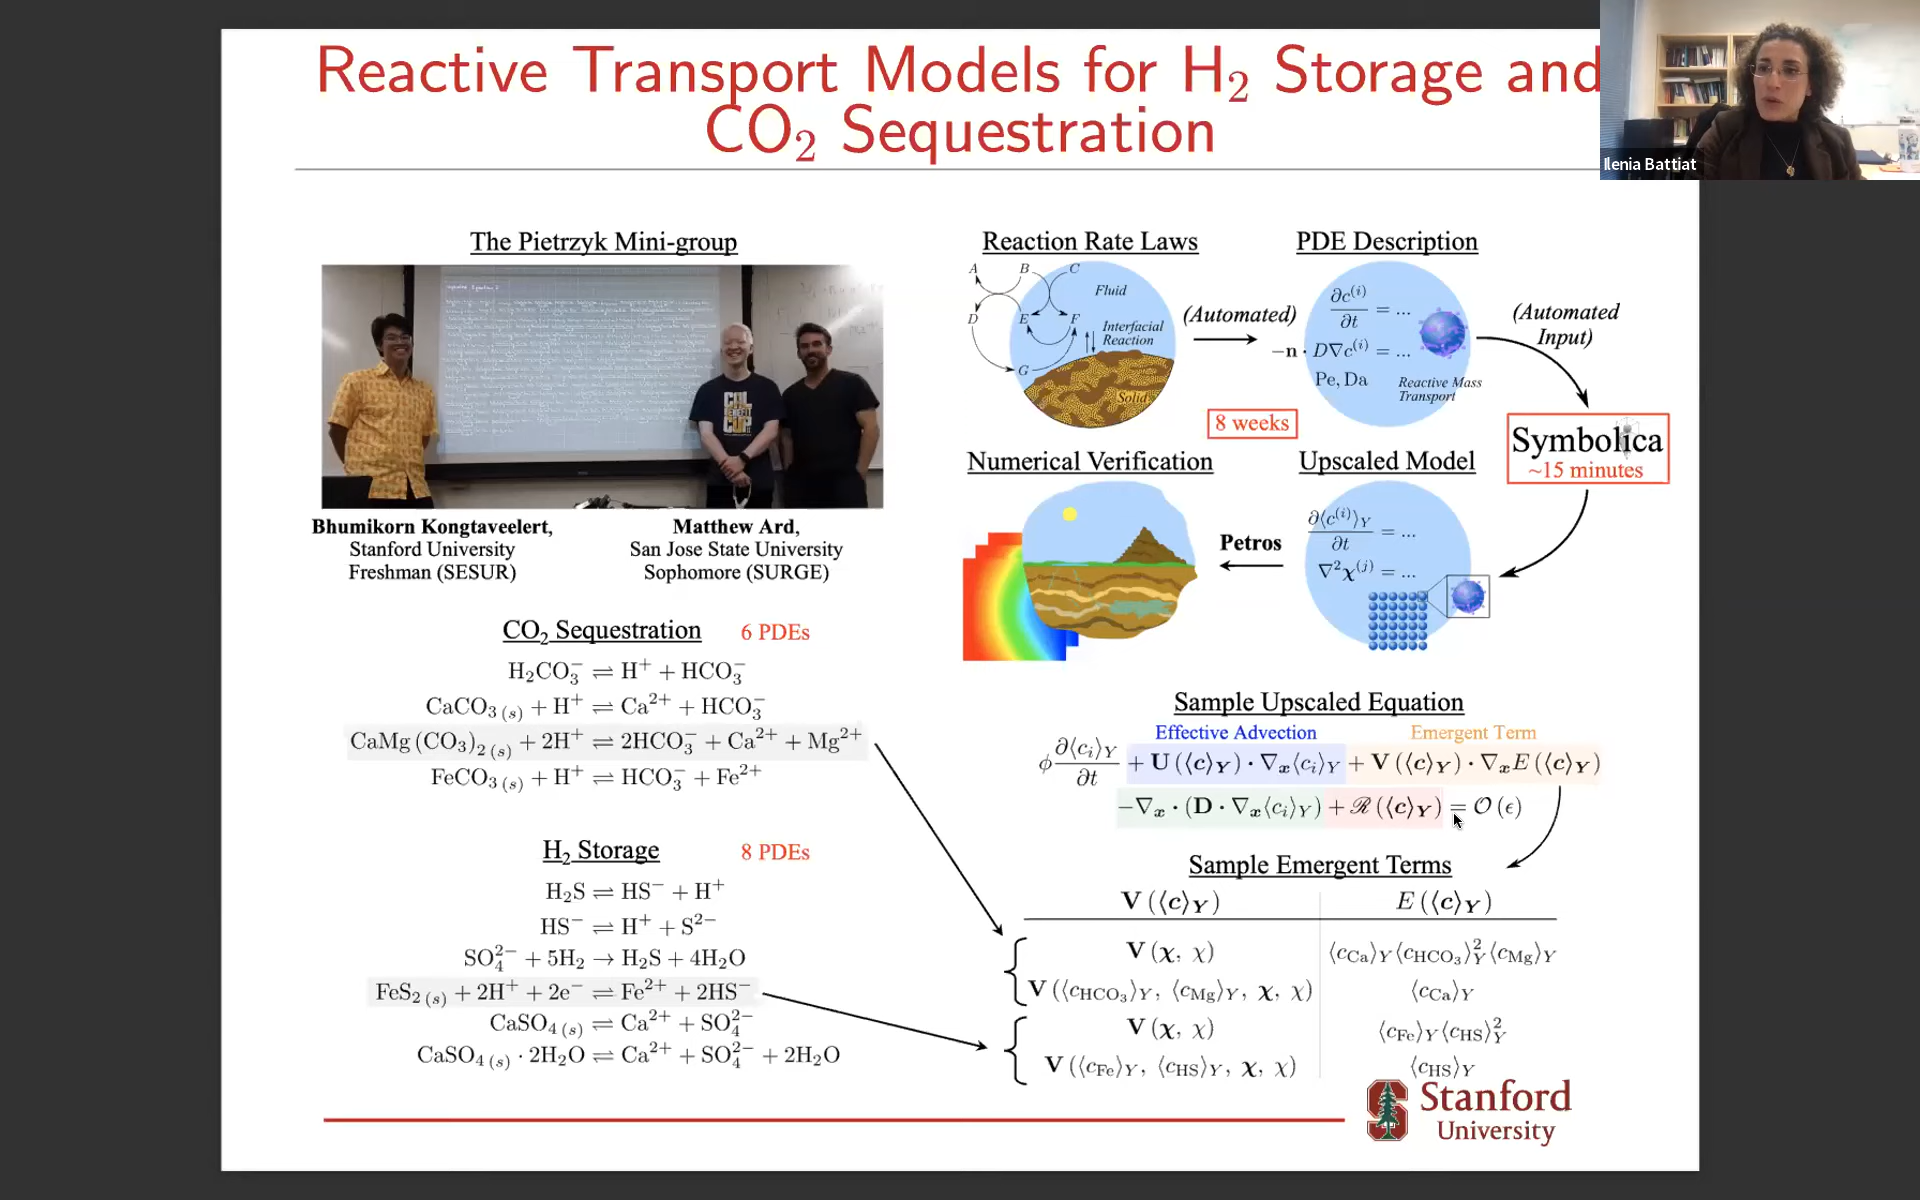 Reactive Transport Models for H₂ Storage and
CO₂ Sequestration
Ilenia Battiat
The Pietrzyk Mini-group
Bhumikorn Kongtaveelert,
Stanford University
Freshman (SESUR)
Matthew Ard,
San Jose State University
Sophomore (SURGE)
CO₂ Sequestration 6 PDEs
H₂CO₃⁻ ⇌ H⁺ + HCO₃⁻
CaCO₃ (s) + H⁺ ⇌ Ca²⁺ + HCO₃⁻
CaMg (CO₃)₂ (s) + 2H⁺ ⇌ 2HCO₃⁻ + Ca²⁺ + Mg²⁺
FeCO₃ (s) + H⁺ ⇌ HCO₃⁻ + Fe²⁺
H₂ Storage 8 PDEs
H₂S ⇌ HS⁻ + H⁺
HS⁻ ⇌ H⁺ + S²⁻
SO₄²⁻ + 5H₂ → H₂S + 4H₂O
FeS₂ (s) + 2H⁺ + 2e⁻ ⇌ Fe²⁺ + 2HS⁻
CaSO₄ (s) ⇌ Ca²⁺ + SO₄²⁻
CaSO₄ (s) · 2H₂O ⇌ Ca²⁺ + SO₄²⁻ + 2H₂O
Reaction Rate Laws
A B C
D E F
G
Fluid
Interfacial
Reaction
Solid
(Automated)
PDE Description
∂c⁽ⁱ⁾/∂t = ...
−n · D∇c⁽ⁱ⁾ = ...
Pe, Da
Reactive Mass
Transport
(Automated
Input)
8 weeks
Symbolica
~15 minutes
Numerical Verification
Petros
Upscaled Model
∂⟨c⁽ⁱ⁾⟩_Y/∂t = ...
∇²χ⁽ʲ⁾ = ...
Sample Upscaled Equation
Effective Advection Emergent Term
ϕ ∂⟨c_i⟩_Y/∂t + U (⟨c⟩_Y) · ∇_x⟨c_i⟩_Y + V (⟨c⟩_Y) · ∇_x E (⟨c⟩_Y)
−∇_x · (D · ∇_x⟨c_i⟩_Y) + ℛ (⟨c⟩_Y) = 𝒪 (ϵ)
Sample Emergent Terms
V (⟨c⟩_Y) E (⟨c⟩_Y)
V (χ, χ) ⟨c_Ca⟩_Y ⟨c_HCO₃⟩²_Y ⟨c_Mg⟩_Y
V (⟨c_HCO₃⟩_Y, ⟨c_Mg⟩_Y, χ, χ) ⟨c_Ca⟩_Y
V (χ, χ) ⟨c_Fe⟩_Y ⟨c_HS⟩²_Y
V (⟨c_Fe⟩_Y, ⟨c_HS⟩_Y, χ, χ) ⟨c_HS⟩_Y
Stanford
University